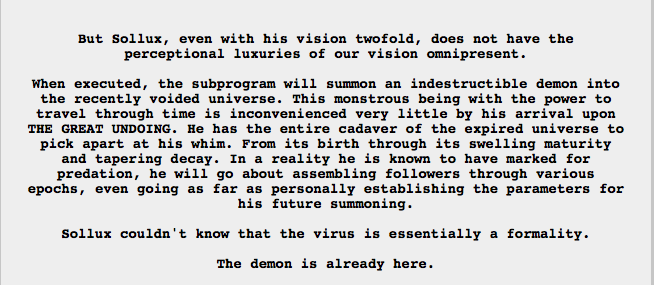 But Sollux, even with his vision twofold, does not have the
perceptional luxuries of our vision omnipresent.
When executed, the subprogram will summon an indestructible demon into
the recently voided universe. This monstrous being with the power to
travel through time is inconvenienced very little by his arrival upon
THE GREAT UNDOING. He has the entire cadaver of the expired universe to
pick apart at his whim. From its birth through its swelling maturity
and tapering decay. In a reality he is known to have marked for
predation, he will go about assembling followers through various
epochs, even going as far as personally establishing the parameters for
his future summoning.
Sollux couldn't know that the virus is essentially a formality.
The demon is already here.